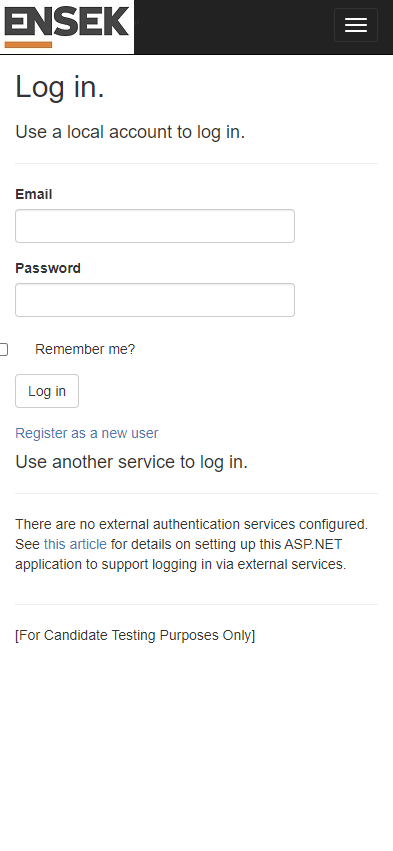 ENSEK
Log in.
Use a local account to log in.
Email
Password
Remember me?
Log in
Register as a new user
Use another service to log in.
There are no external authentication services configured.
See this article for details on setting up this ASP.NET
application to support logging in via external services.
[For Candidate Testing Purposes Only]